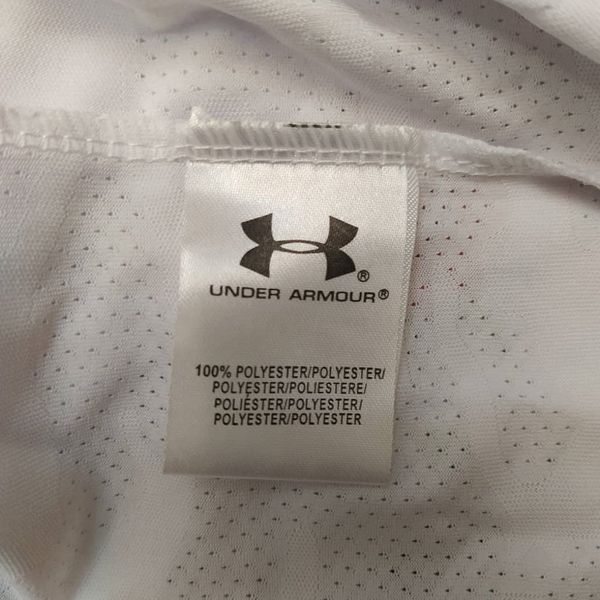 ®
UNDER ARMOUR®
100% POLYESTER/POLYESTER/
POLYESTER/POLIESTERE/
POLIÉSTER/POLYESTER/
POLYESTER/POLYESTER